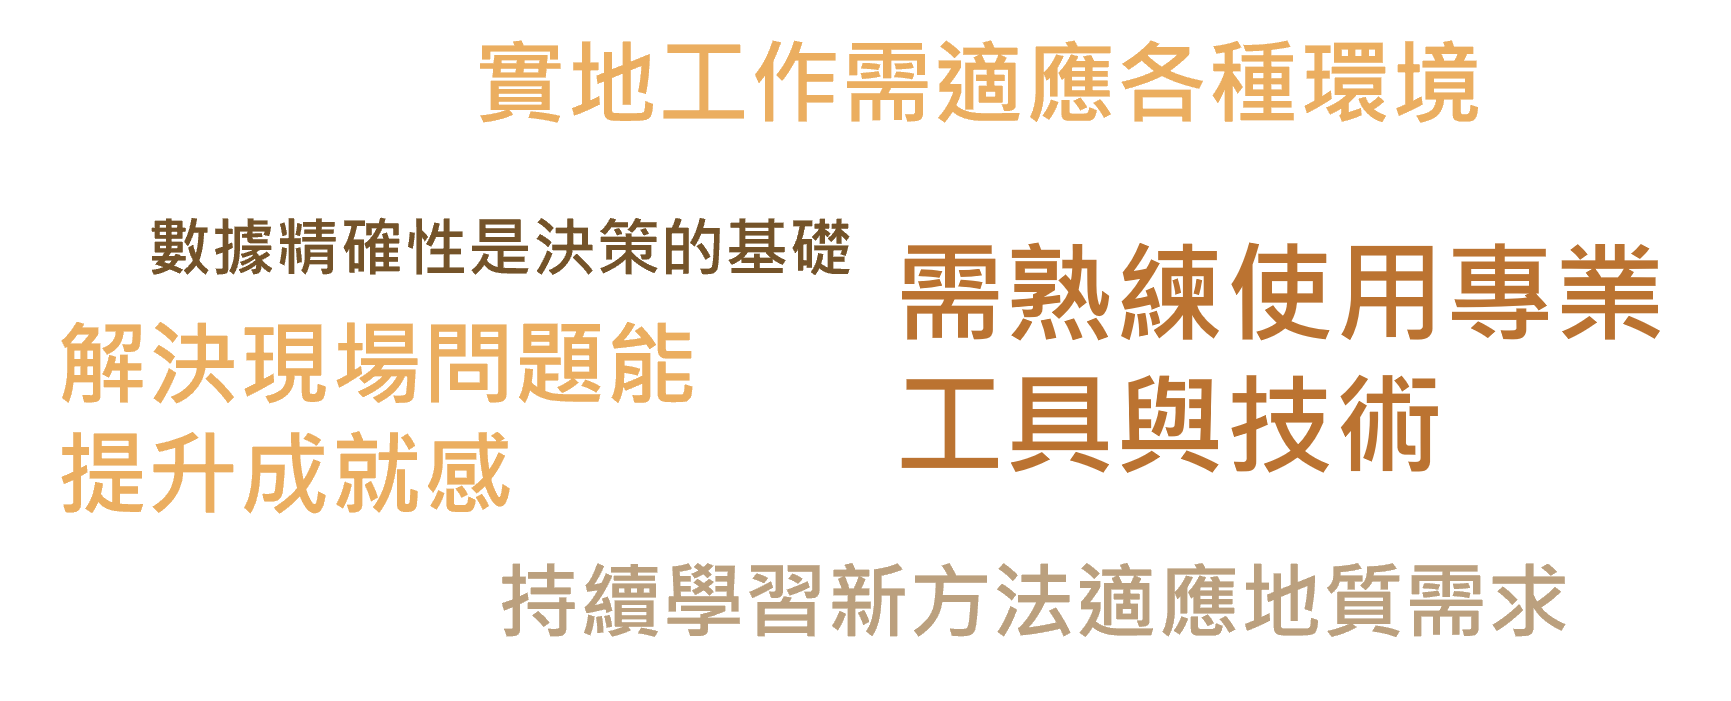 實地工作需適應各種環境
數據精確性是決策的基礎
需熟練使用專業
工具與技術
解決現場問題能
提升成就感
持續學習新方法適應地質需求